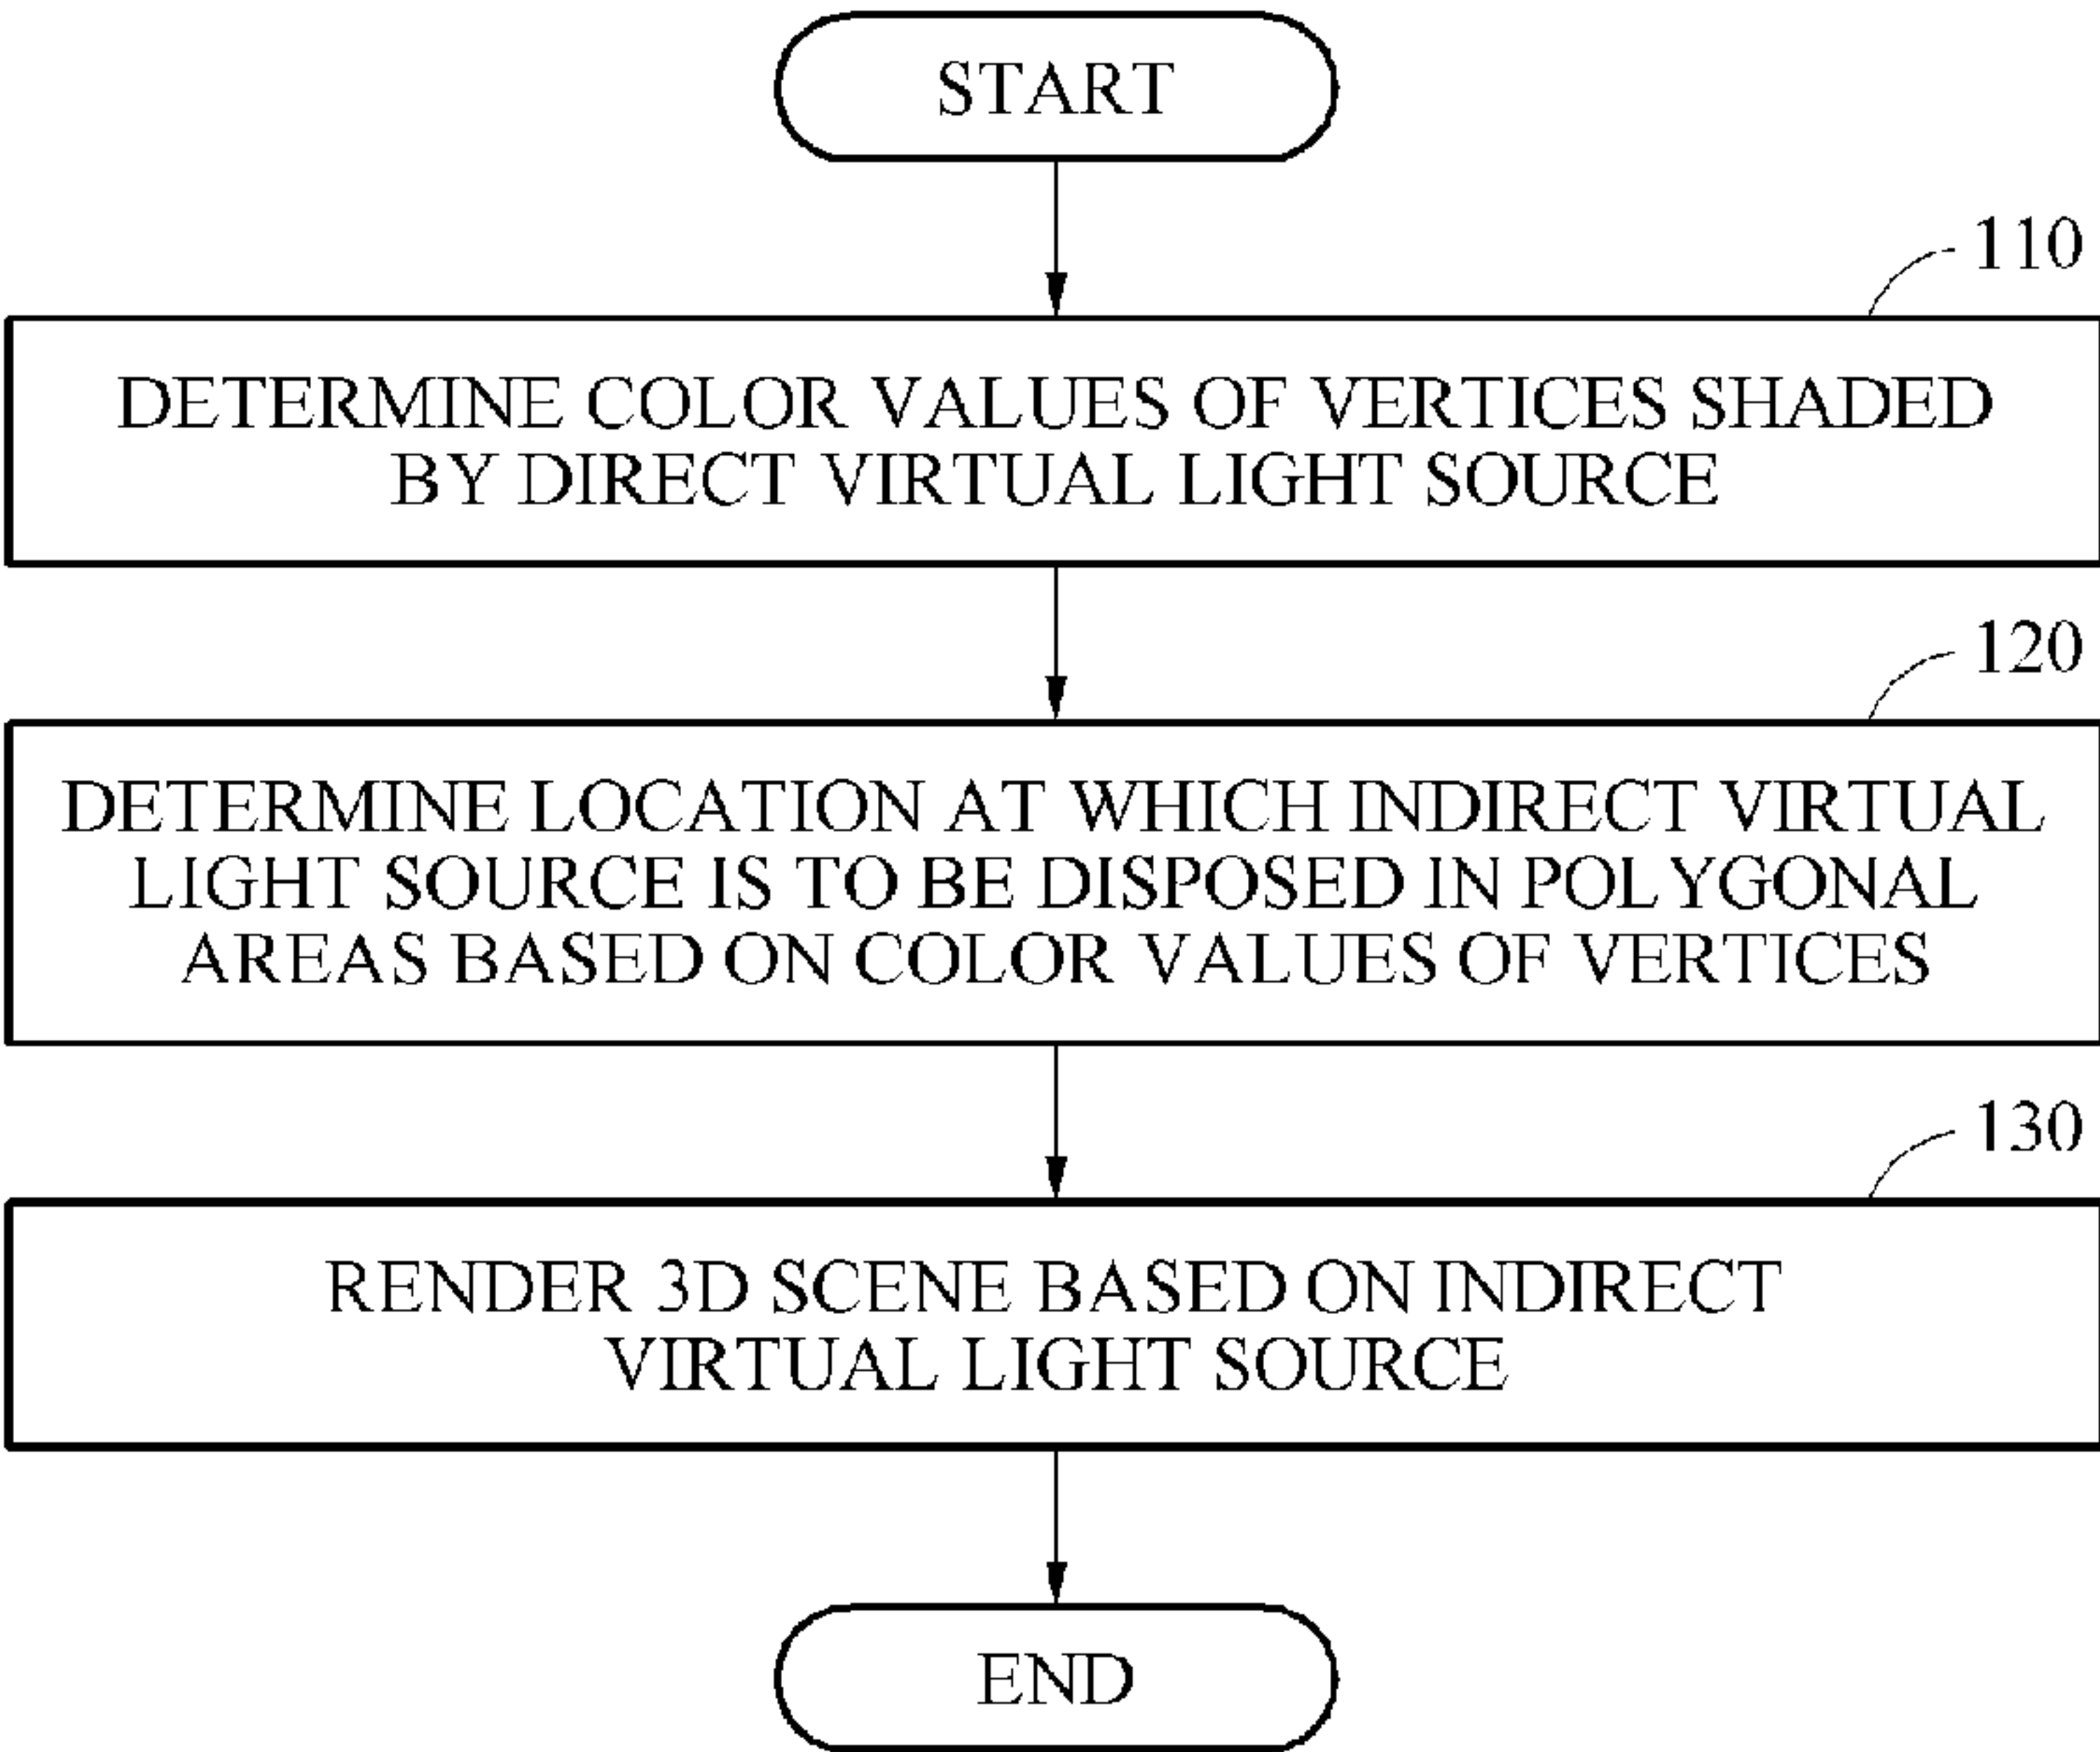 START
110
DETERMINE COLOR VALUES OF VERTICES SHADED
BY DIRECT VIRTUAL LIGHT SOURCE
120
DETERMINE LOCATION AT WHICH INDIRECT VIRTUAL
LIGHT SOURCE IS TO BE DISPOSED IN POLYGONAL
AREAS BASED ON COLOR VALUES OF VERTICES
130
RENDER 3D SCENE BASED ON INDIRECT
VIRTUAL LIGHT SOURCE
END